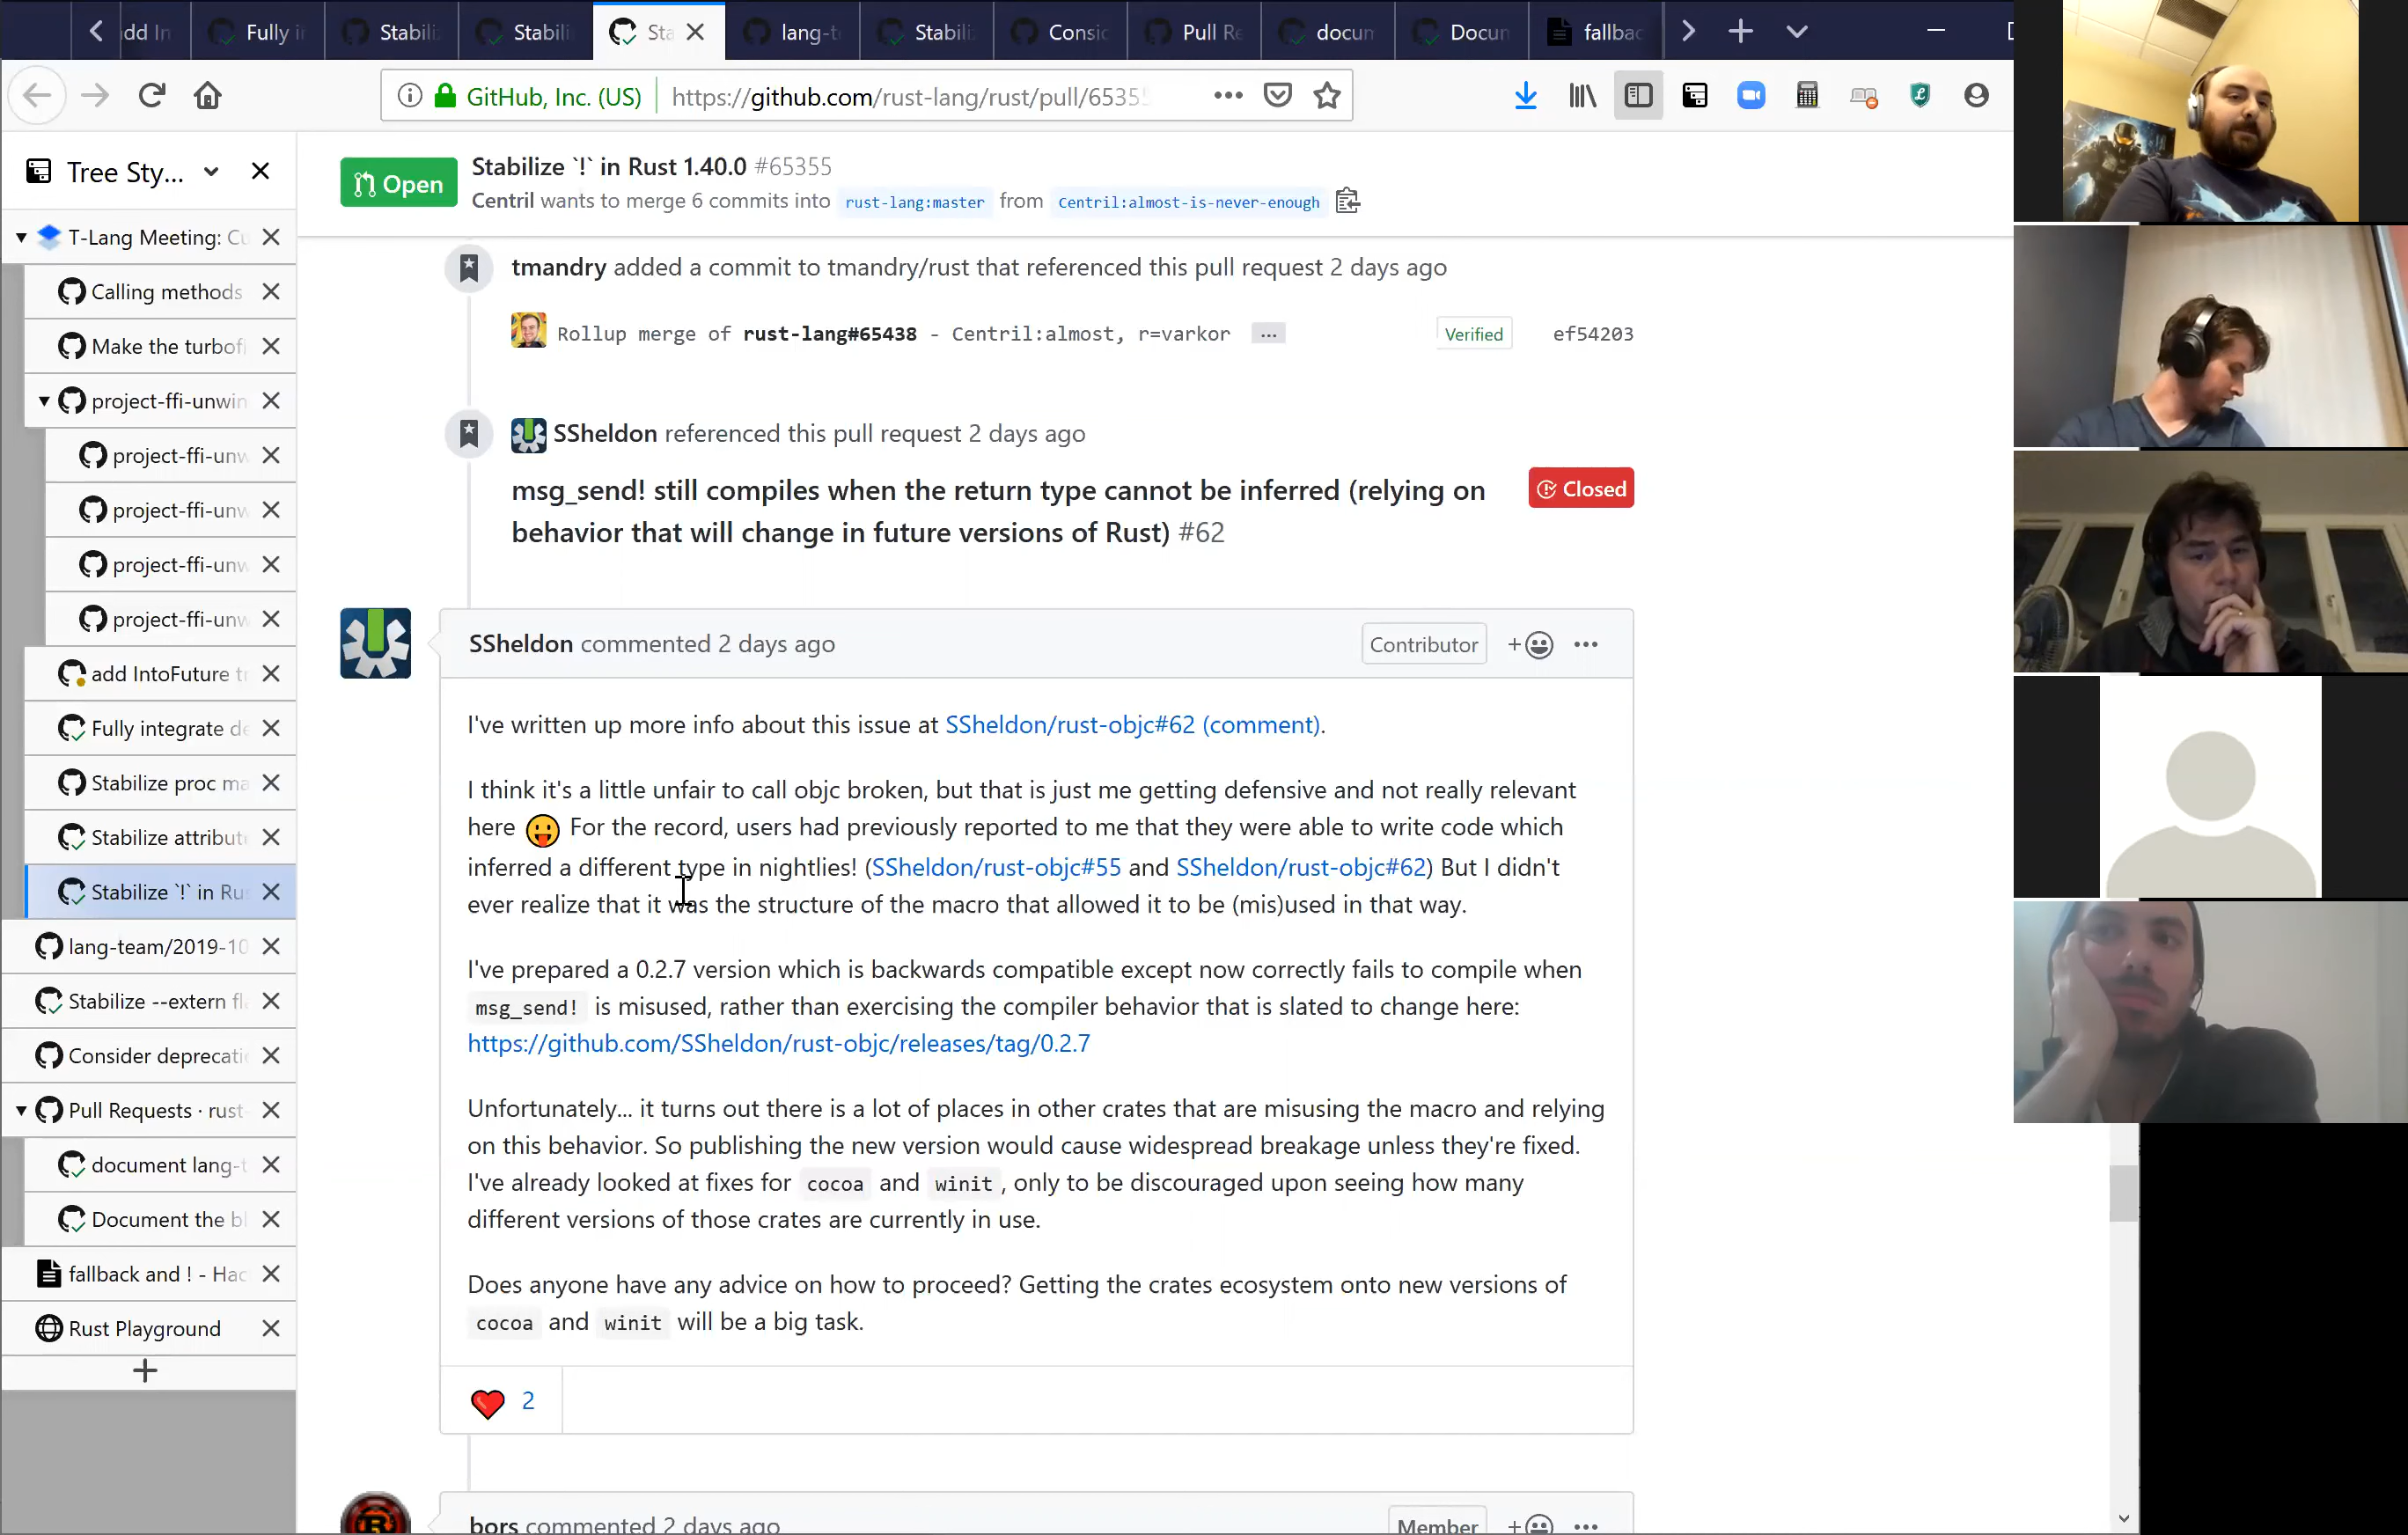 dd In
Fully i
Stabili
Stabili
Sta
lang-t
Stabili
Consic
Pull Re
docun
Docun
fallbac
GitHub, Inc. (US)
https://github.com/rust-lang/rust/pull/65355
Tree Sty...
T-Lang Meeting: Cu
Calling methods
Make the turbof
project-ffi-unwin
project-ffi-unw
project-ffi-unw
project-ffi-unw
project-ffi-unw
add IntoFuture t
Fully integrate de
Stabilize proc ma
Stabilize attribut
Stabilize `!` in Rus
lang-team/2019-10
Stabilize --extern fl
Consider deprecati
Pull Requests · rust
document lang-t
Document the bl
fallback and ! - Hac
Rust Playground
Open
Stabilize `!` in Rust 1.40.0 #65355
Centril wants to merge 6 commits into rust-lang:master from Centril:almost-is-never-enough
tmandry added a commit to tmandry/rust that referenced this pull request 2 days ago
Rollup merge of rust-lang#65438 - Centril:almost, r=varkor ... Verified ef54203
SSheldon referenced this pull request 2 days ago
msg_send! still compiles when the return type cannot be inferred (relying on
behavior that will change in future versions of Rust) #62
Closed
SSheldon commented 2 days ago
Contributor
I've written up more info about this issue at SSheldon/rust-objc#62 (comment).
I think it's a little unfair to call objc broken, but that is just me getting defensive and not really relevant
here 😛 For the record, users had previously reported to me that they were able to write code which
inferred a different type in nightlies! (SSheldon/rust-objc#55 and SSheldon/rust-objc#62) But I didn't
ever realize that it was the structure of the macro that allowed it to be (mis)used in that way.
I've prepared a 0.2.7 version which is backwards compatible except now correctly fails to compile when
msg_send! is misused, rather than exercising the compiler behavior that is slated to change here:
https://github.com/SSheldon/rust-objc/releases/tag/0.2.7
Unfortunately... it turns out there is a lot of places in other crates that are misusing the macro and relying
on this behavior. So publishing the new version would cause widespread breakage unless they're fixed.
I've already looked at fixes for cocoa and winit, only to be discouraged upon seeing how many
different versions of those crates are currently in use.
Does anyone have any advice on how to proceed? Getting the crates ecosystem onto new versions of
cocoa and winit will be a big task.
❤️ 2
bors commented 2 days ago
Member